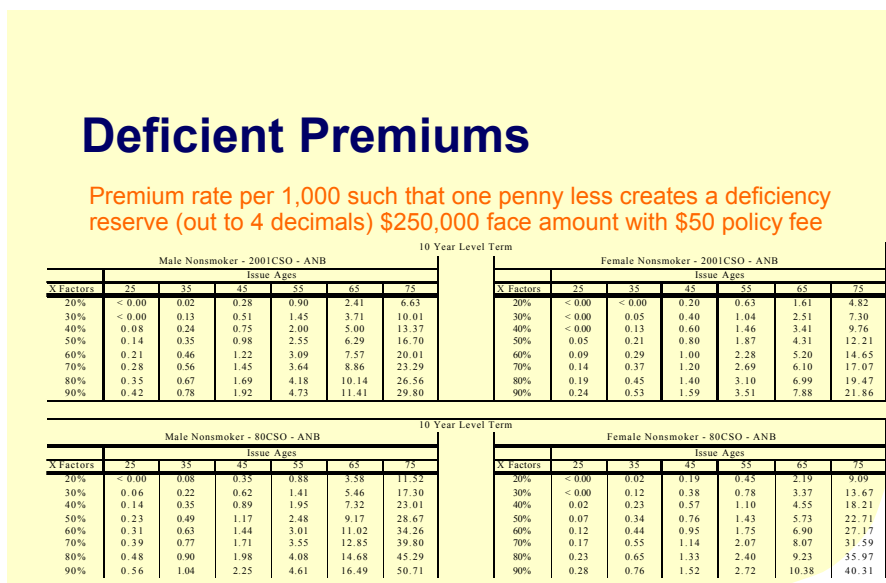 Deficient Premiums
Premium rate per 1,000 such that one penny less creates a deficiency
reserve (out to 4 decimals) $250,000 face amount with $50 policy fee
10 Year Level Term
Male Nonsmoker - 2001CSO - ANB Female Nonsmoker - 2001CSO - ANB
Issue Ages Issue Ages
X Factors 25 35 45 55 65 75 X Factors 25 35 45 55 65 75
20% < 0.00 0.02 0.28 0.90 2.41 6.63 20% < 0.00 < 0.00 0.20 0.63 1.61 4.82
30% < 0.00 0.13 0.51 1.45 3.71 10.01 30% < 0.00 0.05 0.40 1.04 2.51 7.30
40% 0.08 0.24 0.75 2.00 5.00 13.37 40% < 0.00 0.13 0.60 1.46 3.41 9.76
50% 0.14 0.35 0.98 2.55 6.29 16.70 50% 0.05 0.21 0.80 1.87 4.31 12.21
60% 0.21 0.46 1.22 3.09 7.57 20.01 60% 0.09 0.29 1.00 2.28 5.20 14.65
70% 0.28 0.56 1.45 3.64 8.86 23.29 70% 0.14 0.37 1.20 2.69 6.10 17.07
80% 0.35 0.67 1.69 4.18 10.14 26.56 80% 0.19 0.45 1.40 3.10 6.99 19.47
90% 0.42 0.78 1.92 4.73 11.41 29.80 90% 0.24 0.53 1.59 3.51 7.88 21.86
10 Year Level Term
Male Nonsmoker - 80CSO - ANB Female Nonsmoker - 80CSO - ANB
Issue Ages Issue Ages
X Factors 25 35 45 55 65 75 X Factors 25 35 45 55 65 75
20% < 0.00 0.08 0.35 0.88 3.58 11.52 20% < 0.00 0.02 0.19 0.45 2.19 9.09
30% 0.06 0.22 0.62 1.41 5.46 17.30 30% < 0.00 0.12 0.38 0.78 3.37 13.67
40% 0.14 0.35 0.89 1.95 7.32 23.01 40% 0.02 0.23 0.57 1.10 4.55 18.21
50% 0.23 0.49 1.17 2.48 9.17 28.67 50% 0.07 0.34 0.76 1.43 5.73 22.71
60% 0.31 0.63 1.44 3.01 11.02 34.26 60% 0.12 0.44 0.95 1.75 6.90 27.17
70% 0.39 0.77 1.71 3.55 12.85 39.80 70% 0.17 0.55 1.14 2.07 8.07 31.59
80% 0.48 0.90 1.98 4.08 14.68 45.29 80% 0.23 0.65 1.33 2.40 9.23 35.97
90% 0.56 1.04 2.25 4.61 16.49 50.71 90% 0.28 0.76 1.52 2.72 10.38 40.31